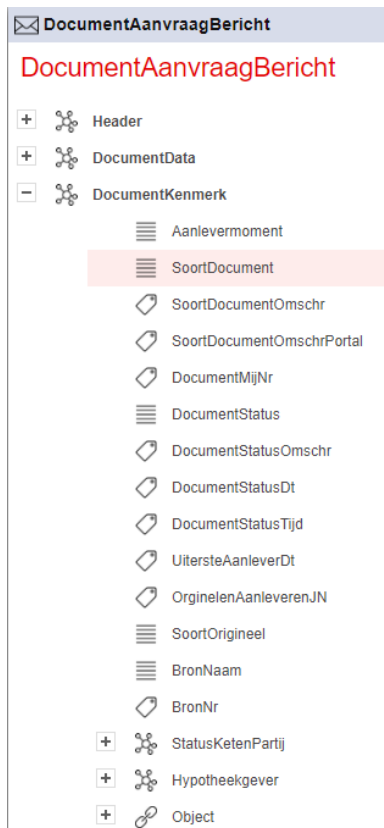 DocumentAanvraagBericht
DocumentAanvraagBericht
Header
DocumentData
DocumentKenmerk
Aanlevermoment
SoortDocument
SoortDocumentOmschr
SoortDocumentOmschrPortal
DocumentMijNr
DocumentStatus
DocumentStatusOmschr
DocumentStatusDt
DocumentStatusTijd
UitersteAanleverDt
OrginelenAanleverenJN
SoortOrigineel
BronNaam
BronNr
StatusKetenPartij
Hypotheekgever
Object